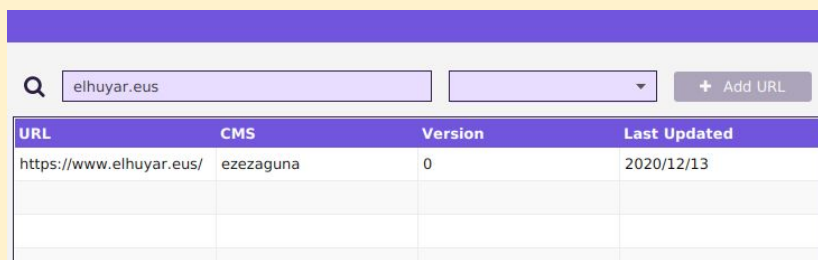 elhuyar.eus
+ Add URL
URL CMS Version Last Updated
https://www.elhuyar.eus/ ezezaguna 0 2020/12/13